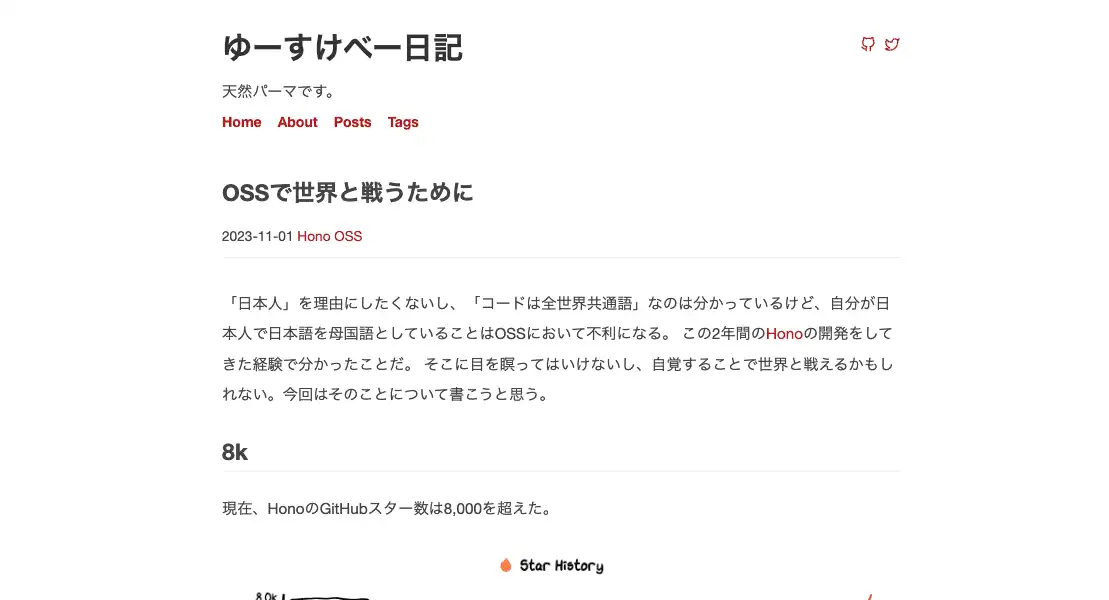 ゆーすけべー日記
天然パーマです。
Home About Posts Tags
OSSで世界と戦うために
2023-11-01 Hono OSS
「日本人」を理由にしたくないし、「コードは全世界共通語」なのは分かっているけど、自分が日
本人で日本語を母国語としていることはOSSにおいて不利になる。 この2年間のHonoの開発をして
きた経験で分かったことだ。 そこに目を瞑ってはいけないし、自覚することで世界と戦えるかもし
れない。今回はそのことについて書こうと思う。
8k
現在、HonoのGitHubスター数は8,000を超えた。
Star History
8.0k